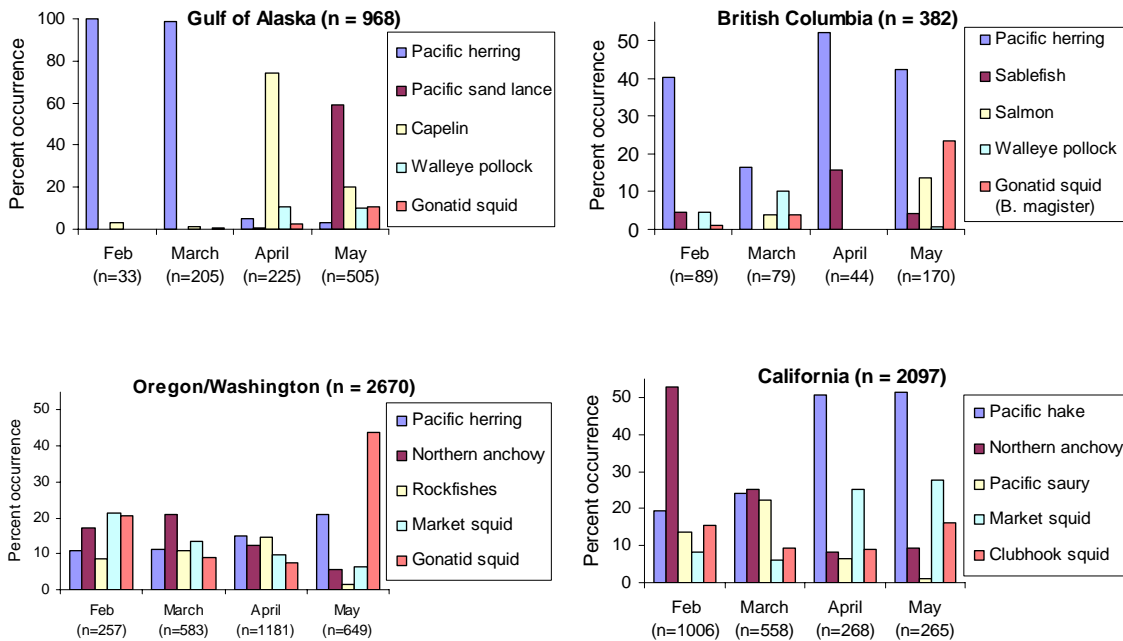 Gulf of Alaska (n = 968)
Percent occurrence
100
80
60
40
20
0
Feb
(n=33)
March
(n=205)
April
(n=225)
May
(n=505)
Pacific herring
Pacific sand lance
Capelin
Walleye pollock
Gonatid squid
British Columbia (n = 382)
Percent occurrence
50
40
30
20
10
0
Feb
(n=89)
March
(n=79)
April
(n=44)
May
(n=170)
Pacific herring
Sablefish
Salmon
Walleye pollock
Gonatid squid
(B. magister)
Oregon/Washington (n = 2670)
Percent occurrence
50
40
30
20
10
0
Feb
(n=257)
March
(n=583)
April
(n=1181)
May
(n=649)
Pacific herring
Northern anchovy
Rockfishes
Market squid
Gonatid squid
California (n = 2097)
Percent occurrence
50
40
30
20
10
0
Feb
(n=1006)
March
(n=558)
April
(n=268)
May
(n=265)
Pacific hake
Northern anchovy
Pacific saury
Market squid
Clubhook squid